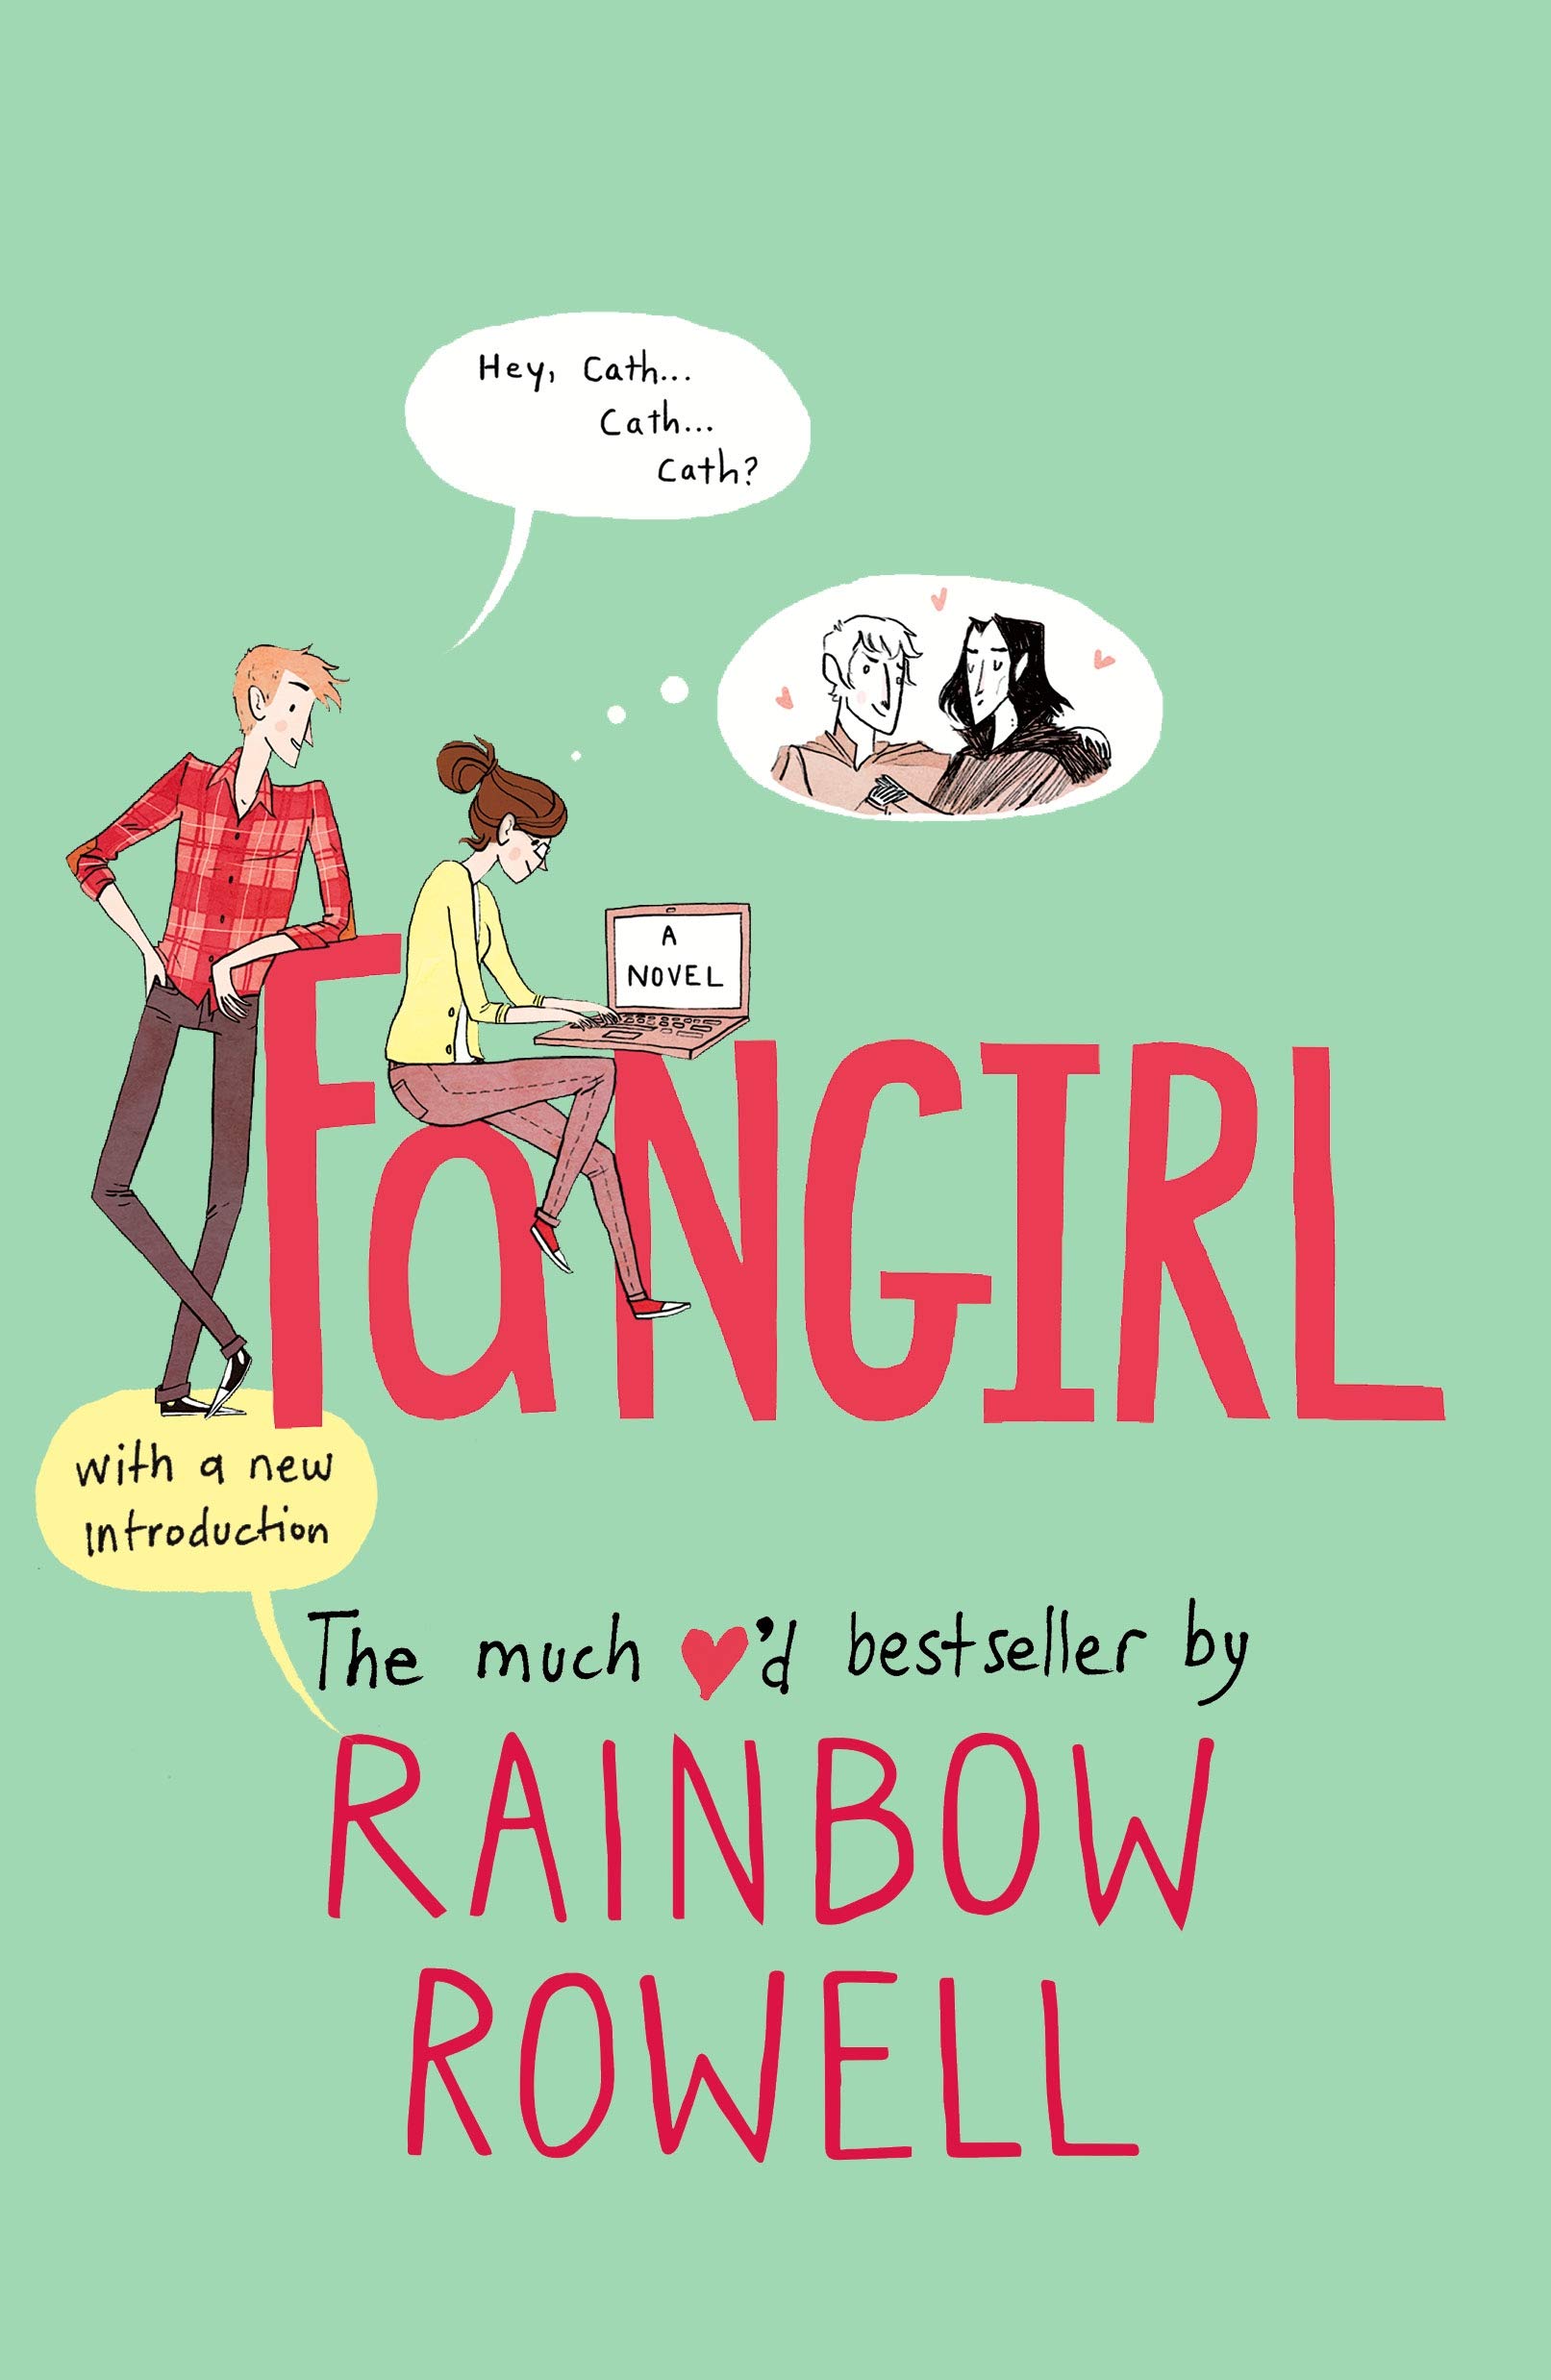 Hey, Cath...
Cath...
Cath?
A
NOVEL
FaNGIRL
with a new
Introduction
The much ♥'d bestseller by
RAINBOW
ROWELL